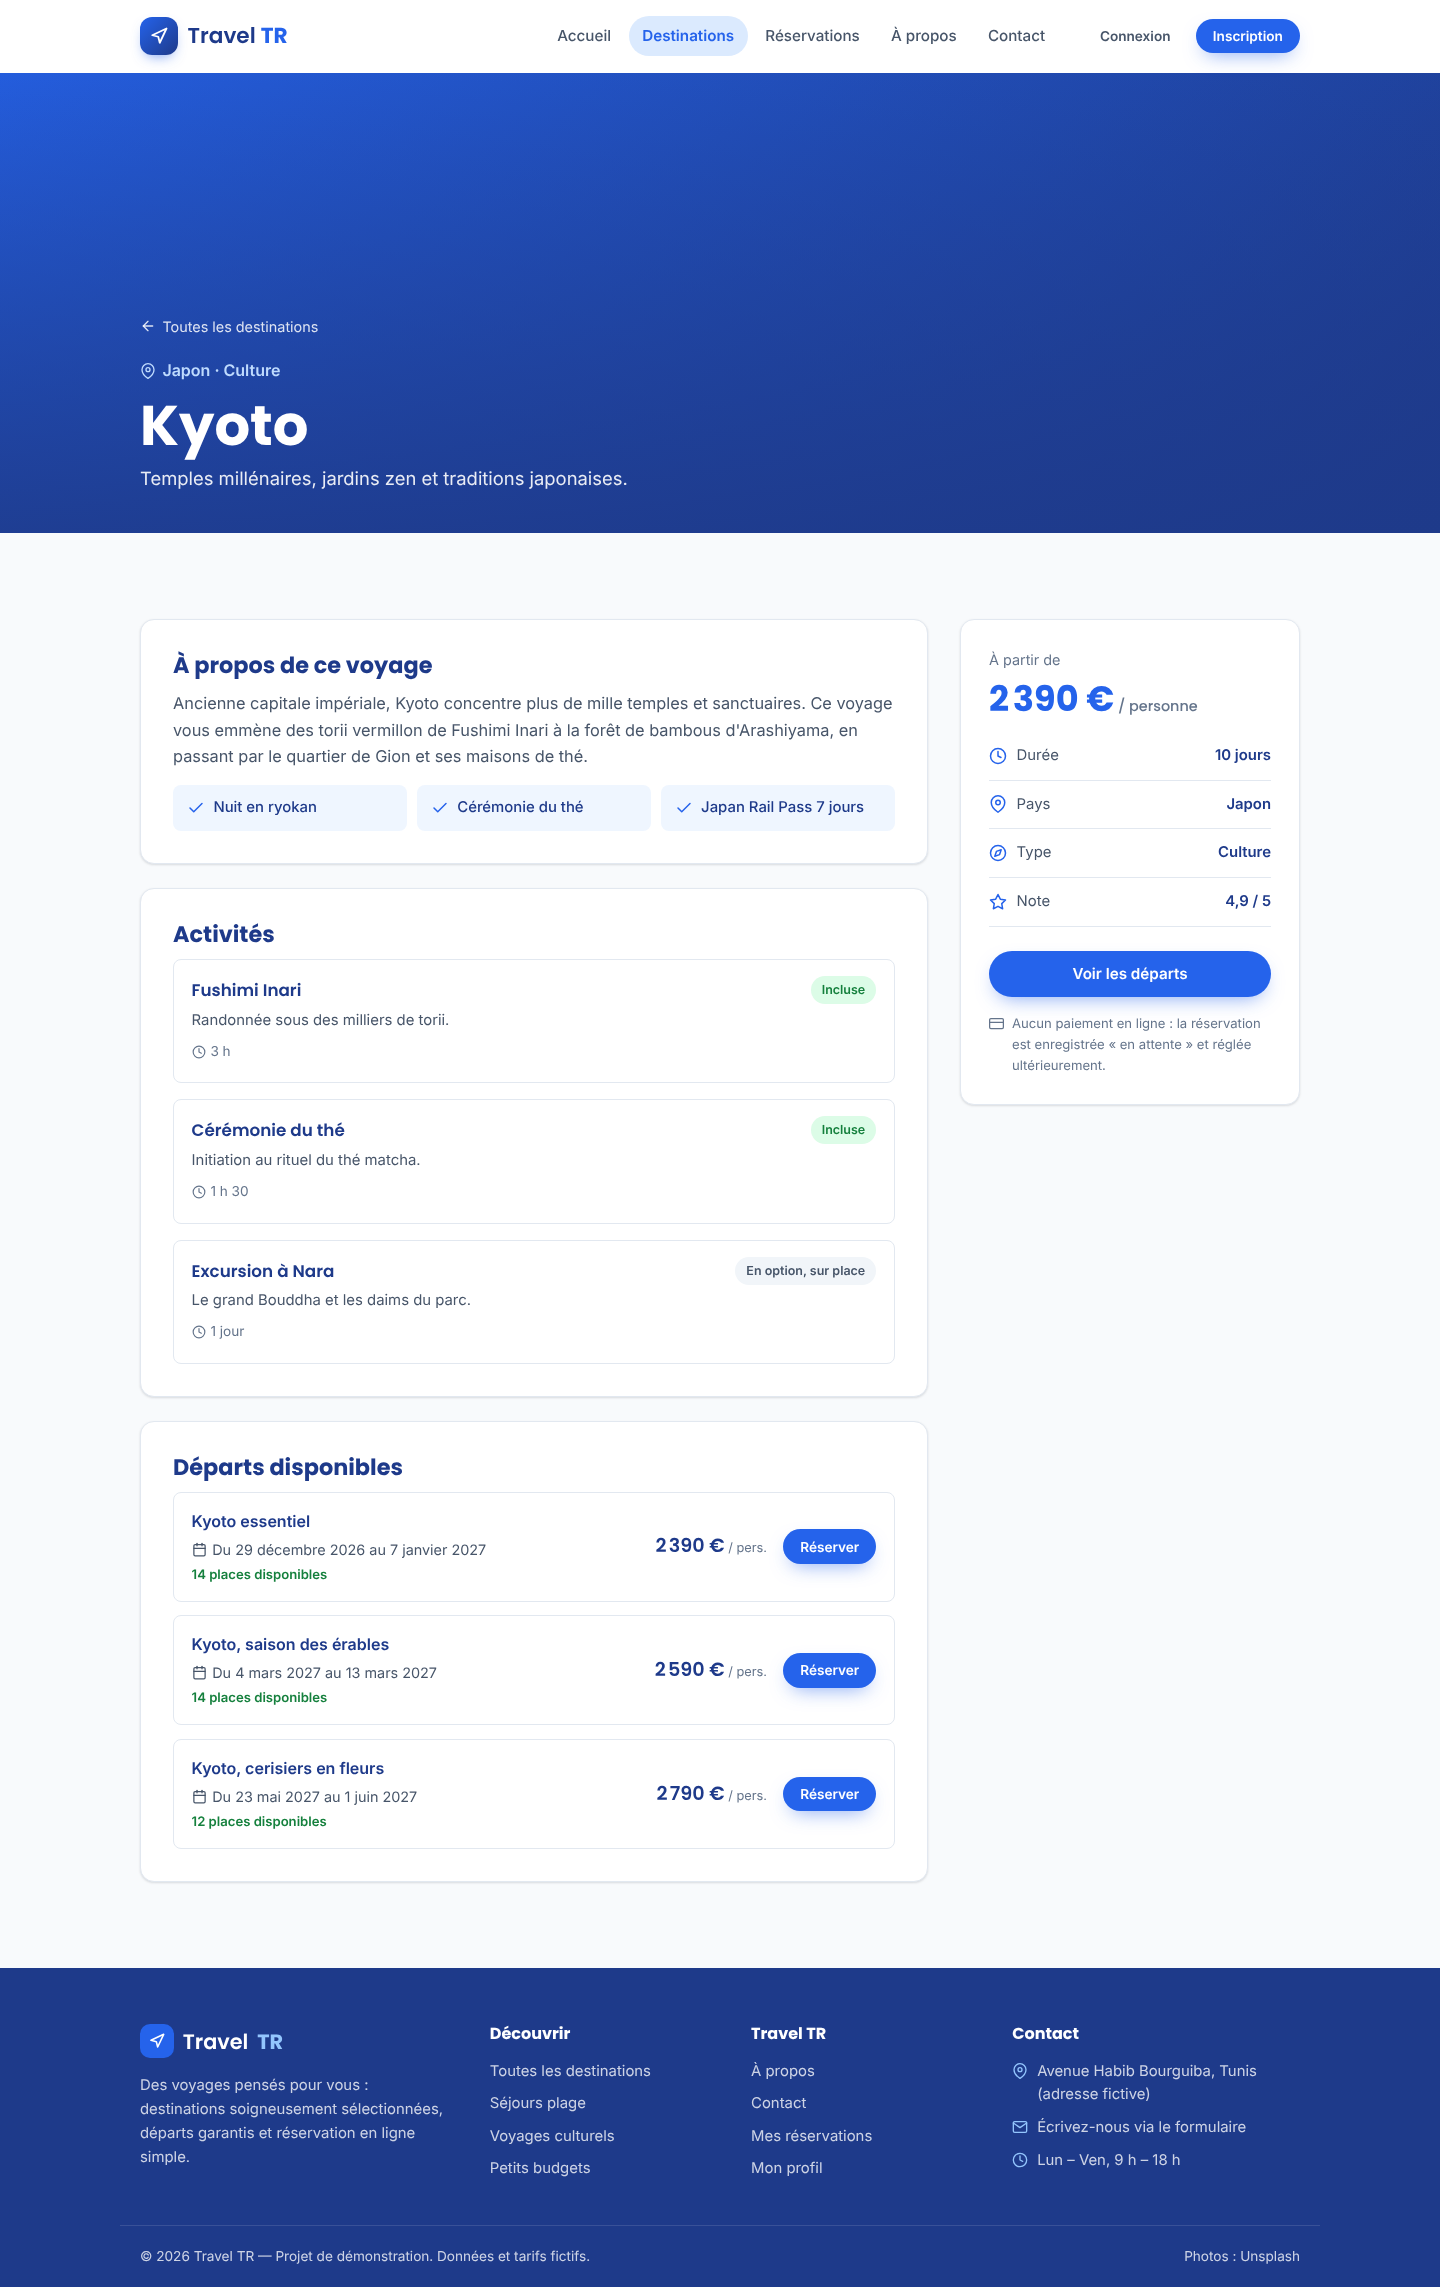 Travel TR
Accueil
Destinations
Réservations
À propos
Contact
Connexion
Inscription
Toutes les destinations
Japon · Culture
Kyoto
Temples millénaires, jardins zen et traditions japonaises.
À propos de ce voyage
Ancienne capitale impériale, Kyoto concentre plus de mille temples et sanctuaires. Ce voyage
vous emmène des torii vermillon de Fushimi Inari à la forêt de bambous d'Arashiyama, en
passant par le quartier de Gion et ses maisons de thé.
Nuit en ryokan
Cérémonie du thé
Japan Rail Pass 7 jours
Activités
Fushimi Inari
Incluse
Randonnée sous des milliers de torii.
3 h
Cérémonie du thé
Incluse
Initiation au rituel du thé matcha.
1 h 30
Excursion à Nara
En option, sur place
Le grand Bouddha et les daims du parc.
1 jour
Départs disponibles
Kyoto essentiel
Du 29 décembre 2026 au 7 janvier 2027
14 places disponibles
2 390 € / pers.
Réserver
Kyoto, saison des érables
Du 4 mars 2027 au 13 mars 2027
14 places disponibles
2 590 € / pers.
Réserver
Kyoto, cerisiers en fleurs
Du 23 mai 2027 au 1 juin 2027
12 places disponibles
2 790 € / pers.
Réserver
À partir de
2 390 € / personne
Durée 10 jours
Pays Japon
Type Culture
Note 4,9 / 5
Voir les départs
Aucun paiement en ligne : la réservation
est enregistrée « en attente » et réglée
ultérieurement.
Travel TR
Des voyages pensés pour vous :
destinations soigneusement sélectionnées,
départs garantis et réservation en ligne
simple.
Découvrir
Toutes les destinations
Séjours plage
Voyages culturels
Petits budgets
Travel TR
À propos
Contact
Mes réservations
Mon profil
Contact
Avenue Habib Bourguiba, Tunis
(adresse fictive)
Écrivez-nous via le formulaire
Lun – Ven, 9 h – 18 h
© 2026 Travel TR — Projet de démonstration. Données et tarifs fictifs.
Photos : Unsplash